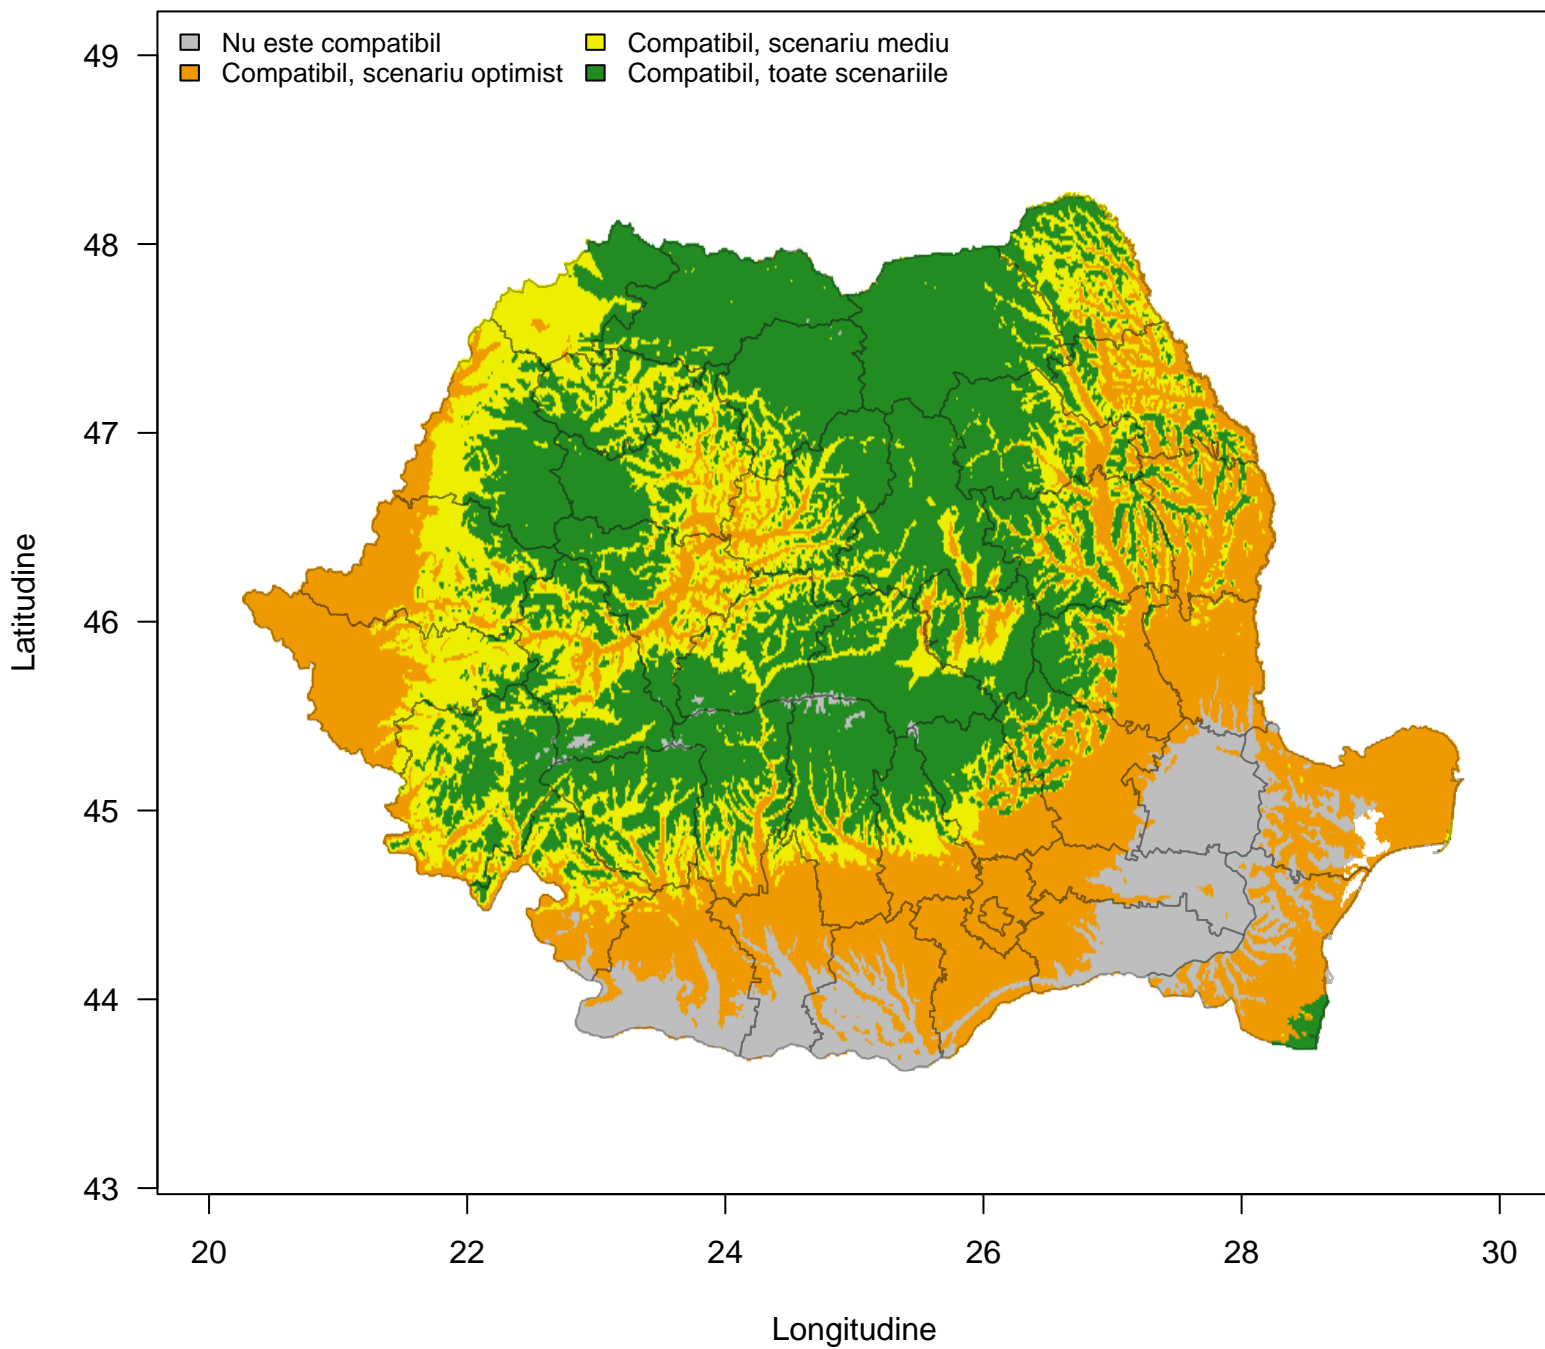 Nu este compatibil
Compatibil, scenariu optimist
Compatibil, scenariu mediu
Compatibil, toate scenariile
49
48
47
46
45
44
43
Latitudine
20 22 24 26 28 30
Longitudine